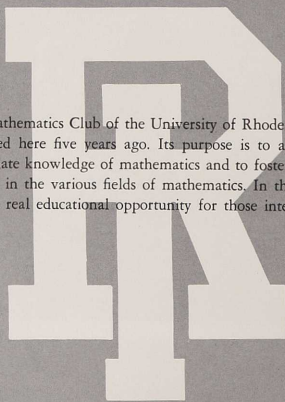 athematics Club of the University of Rhode
ed here five years ago. Its purpose is to a
ate knowledge of mathematics and to foste
in the various fields of mathematics. In th
real educational opportunity for those inte
RI